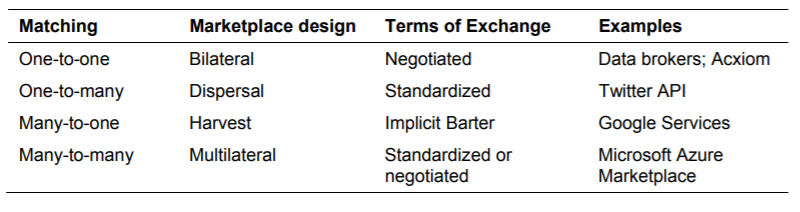 Matching Marketplace design Terms of Exchange Examples
One-to-one Bilateral Negotiated Data brokers; Acxiom
One-to-many Dispersal Standardized Twitter API
Many-to-one Harvest Implicit Barter Google Services
Many-to-many Multilateral Standardized or Microsoft Azure
negotiated Marketplace